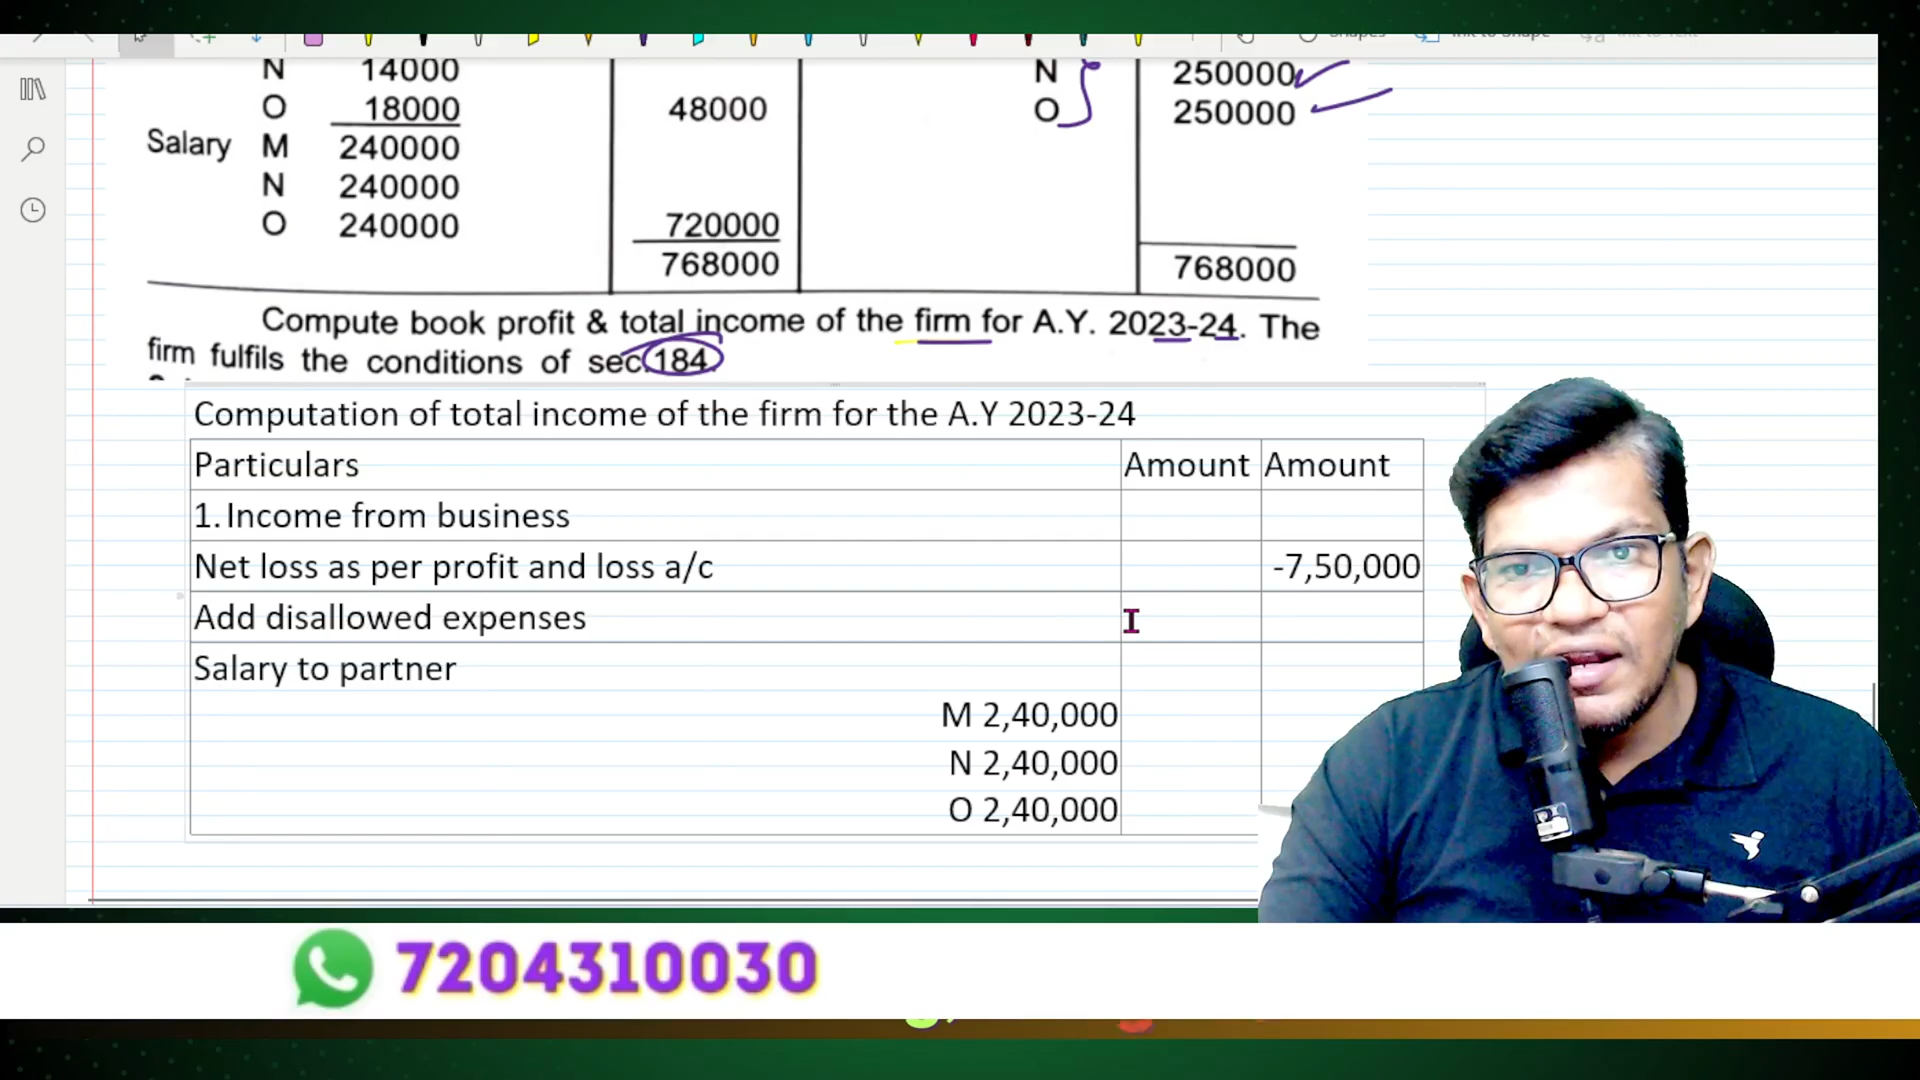 N 14000 N 250000
O 18000 48000 O 250000
Salary M 240000
N 240000
O 240000 720000
768000 768000
Compute book profit & total income of the firm for A.Y. 2023-24. The
firm fulfils the conditions of sec.184.
Computation of total income of the firm for the A.Y 2023-24
Particulars Amount Amount
1. Income from business
Net loss as per profit and loss a/c -7,50,000
Add disallowed expenses
Salary to partner
M 2,40,000
N 2,40,000
O 2,40,000
7204310030